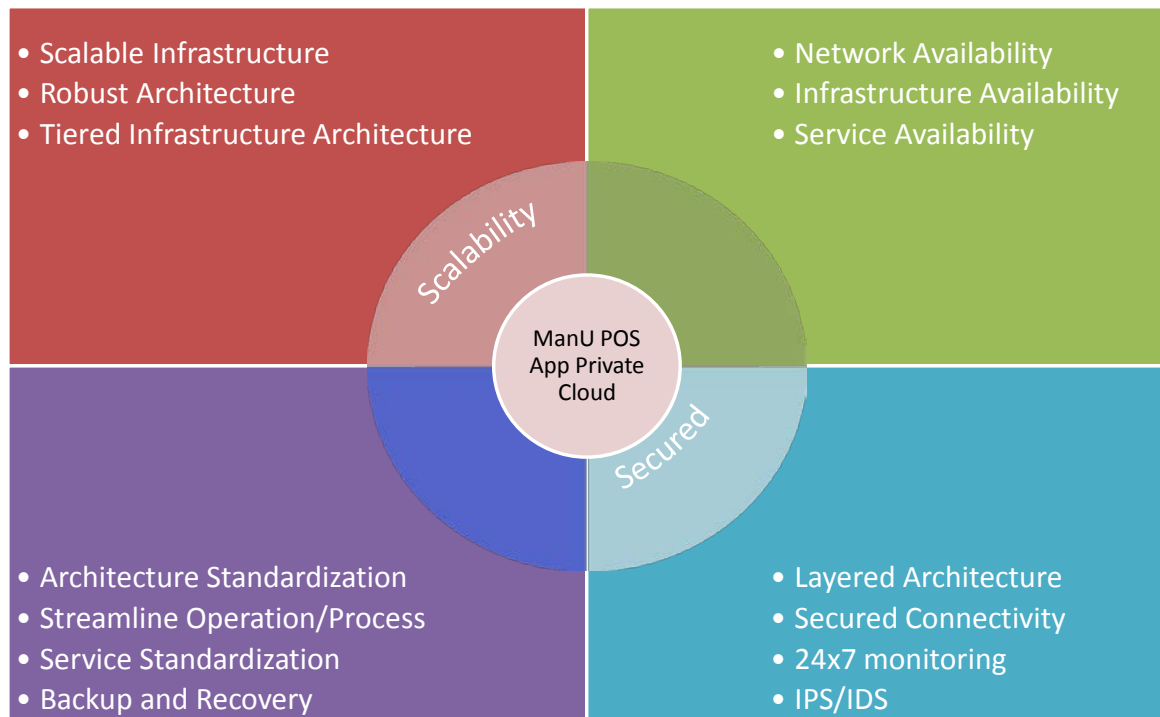 • Scalable Infrastructure
• Robust Architecture
• Tiered Infrastructure Architecture
• Network Availability
• Infrastructure Availability
• Service Availability
Scalability
ManU POS
App Private
Cloud
Secured
• Architecture Standardization
• Streamline Operation/Process
• Service Standardization
• Backup and Recovery
• Layered Architecture
• Secured Connectivity
• 24x7 monitoring
• IPS/IDS